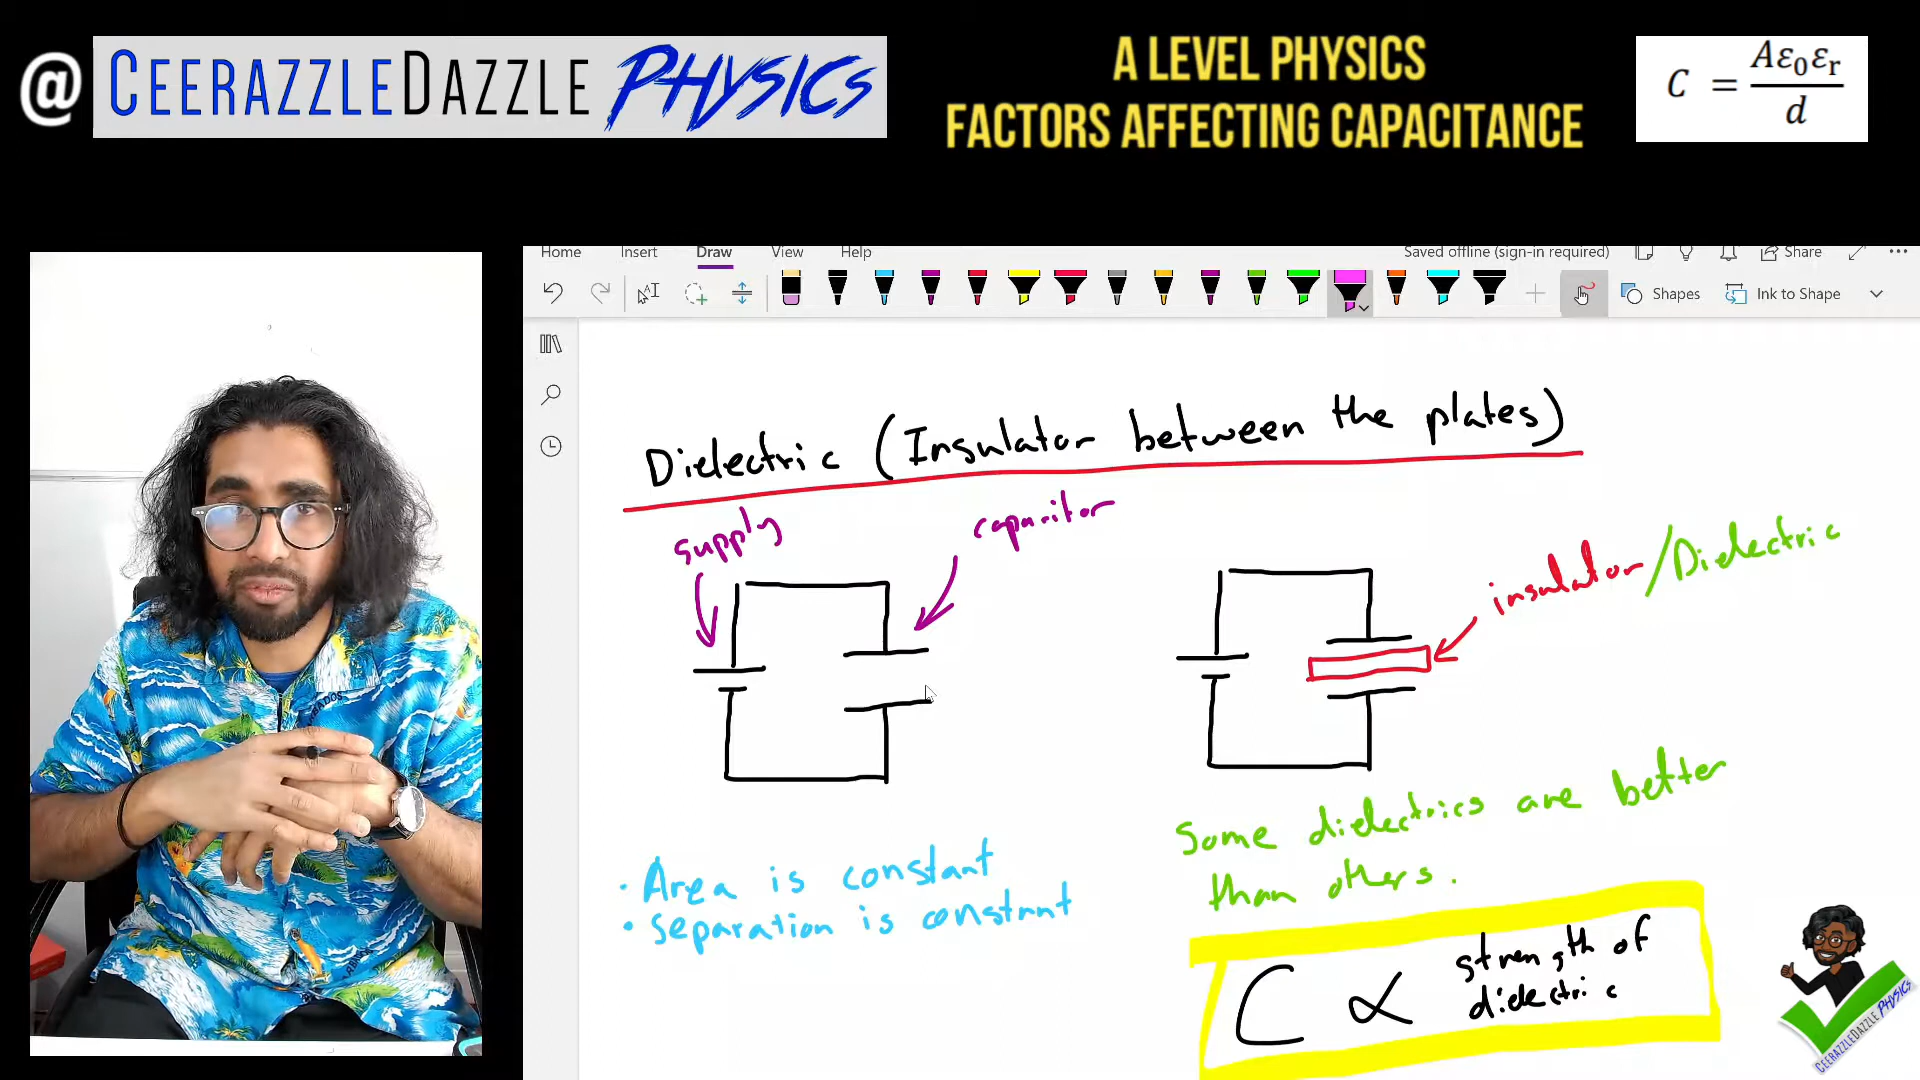 @ CEERAZZLEDAZZLE PHYSICS
A LEVEL PHYSICS
FACTORS AFFECTING CAPACITANCE
C = Aε₀εᵣ / d
Home Insert Draw View Help
Saved offline (sign-in required)
Share
Shapes
Ink to Shape
Dielectric (Insulator between the plates)
supply
capacitor
insulator/Dielectric
Some dielectrics are better
than others.
• Area is constant
• Separation is constant
C ∝ strength of
dielectric
CEERAZZLEDAZZLE PHYSICS